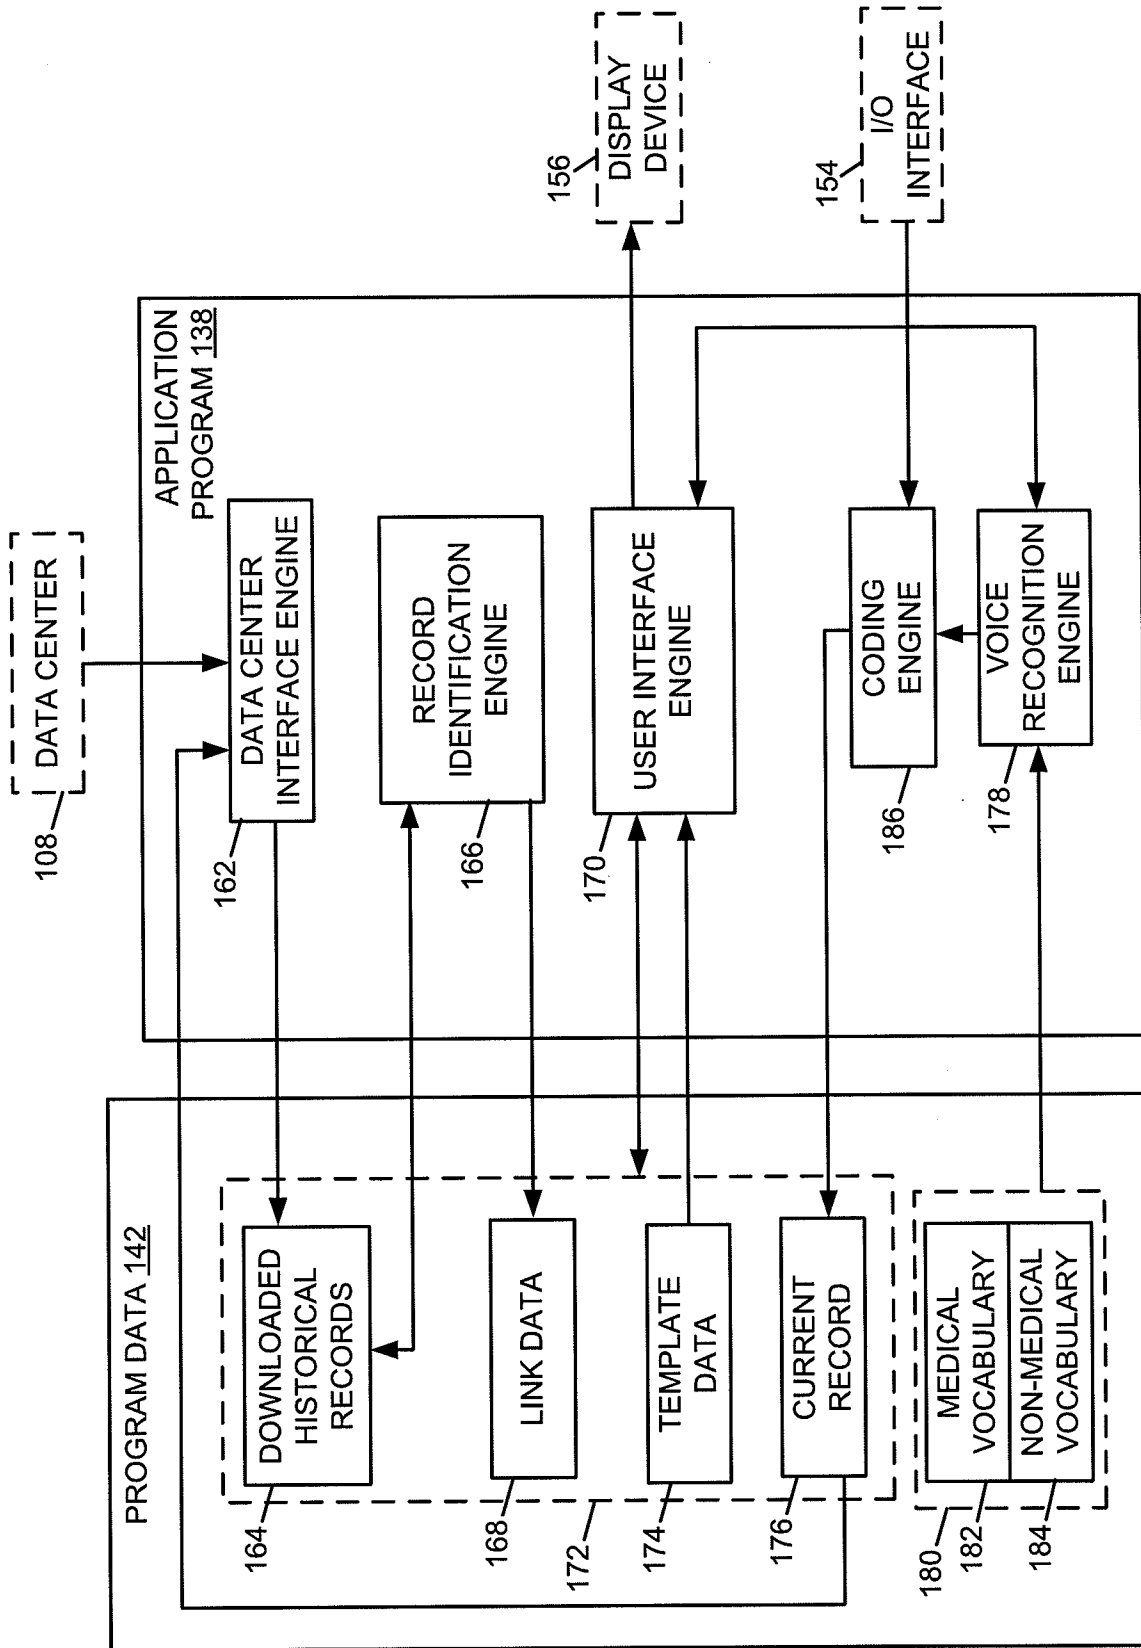 DATA CENTER
108
APPLICATION
PROGRAM 138
DATA CENTER
INTERFACE ENGINE
162
RECORD
IDENTIFICATION
ENGINE
166
USER INTERFACE
ENGINE
170
CODING
ENGINE
186
VOICE
RECOGNITION
ENGINE
178
156
DISPLAY
DEVICE
154
I/O
INTERFACE
PROGRAM DATA 142
DOWNLOADED
HISTORICAL
RECORDS
164
LINK DATA
168
172
TEMPLATE
DATA
174
CURRENT
RECORD
176
MEDICAL
VOCABULARY
NON-MEDICAL
VOCABULARY
180
182
184